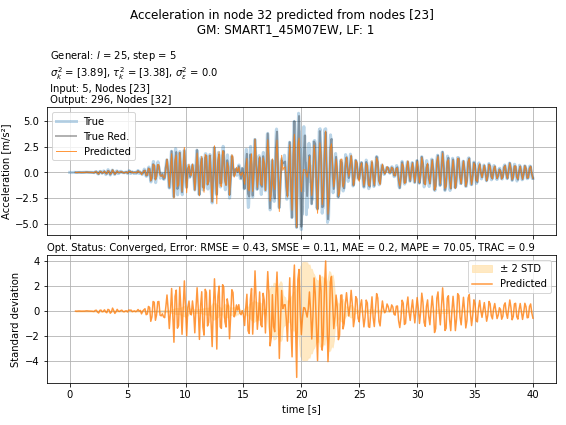 Acceleration in node 32 predicted from nodes [23]
GM: SMART1_45M07EW, LF: 1
General: l = 25, step = 5
σ²ₖ = [3.89], τ²ₖ = [3.38], σ²ε = 0.0
Input: 5, Nodes [23]
Output: 296, Nodes [32]
True
True Red.
Predicted
Acceleration [m/s²]
5.0
2.5
0.0
−2.5
−5.0
Opt. Status: Converged, Error: RMSE = 0.43, SMSE = 0.11, MAE = 0.2, MAPE = 70.05, TRAC = 0.9
± 2 STD
Predicted
Standard deviation
4
2
0
−2
−4
0 5 10 15 20 25 30 35 40
time [s]